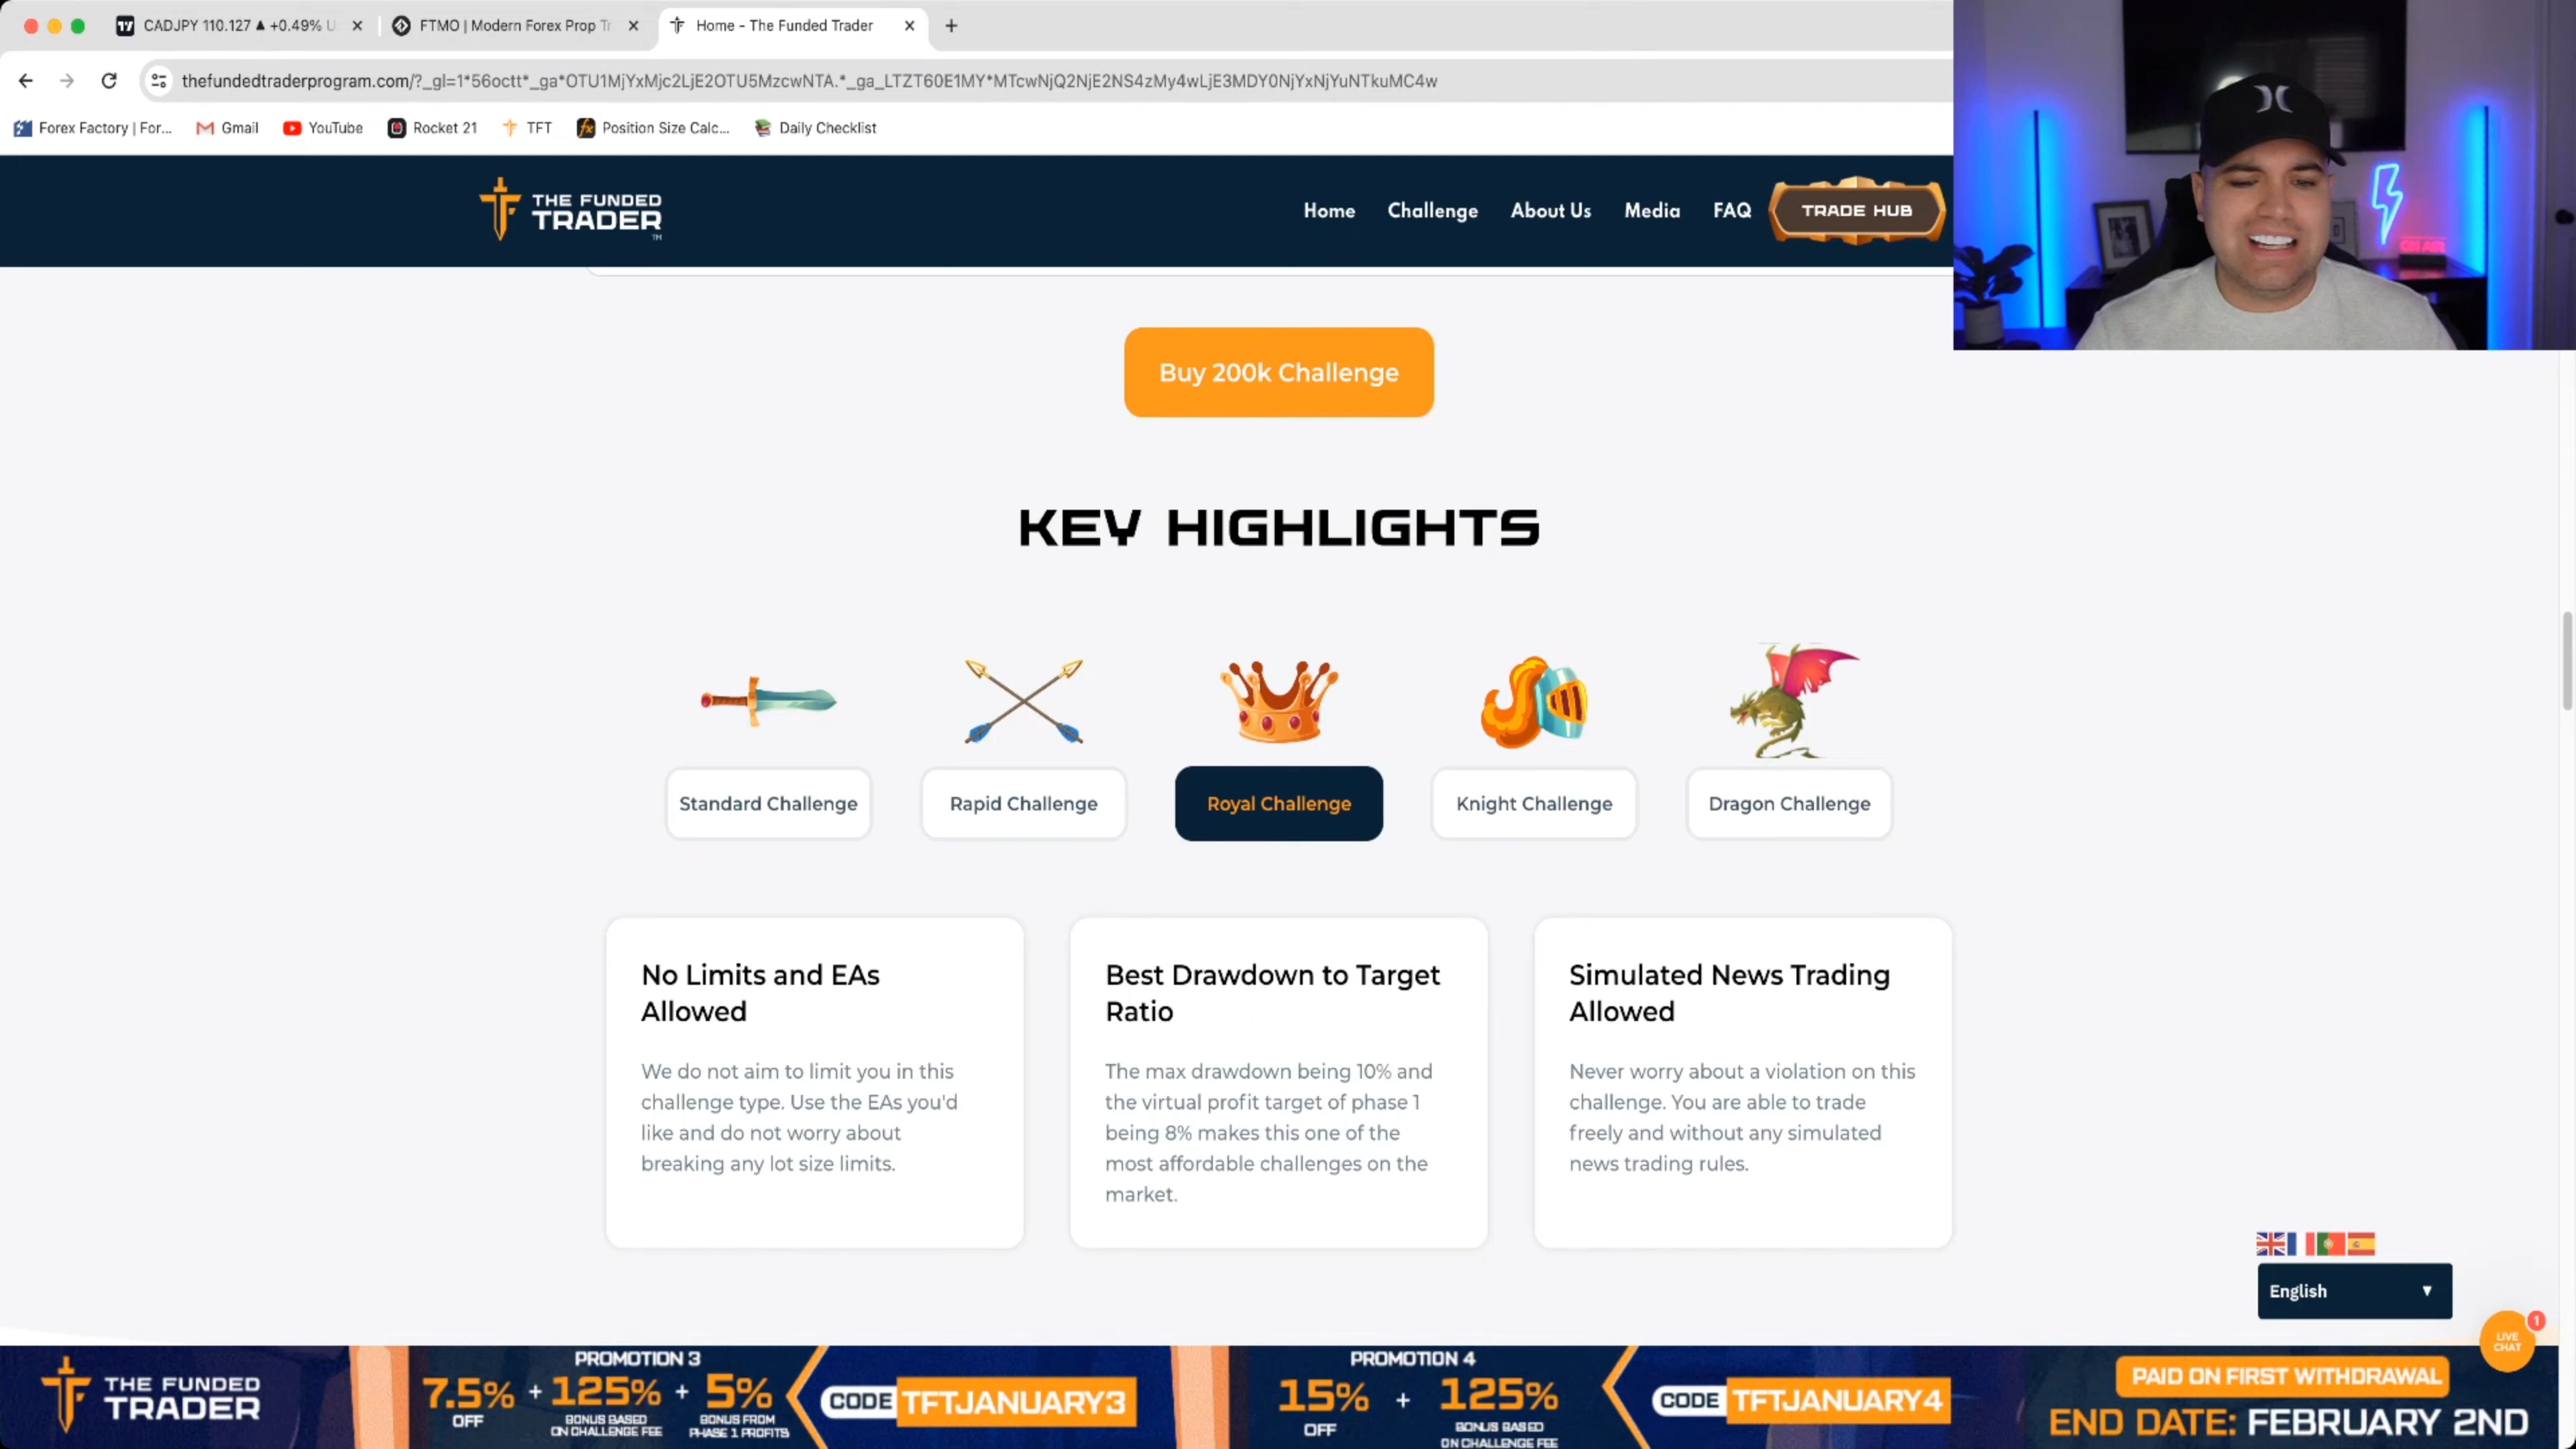 CADJPY 110.127 ▲ +0.49% U
FTMO | Modern Forex Prop Tr
Home - The Funded Trader
thefundedtraderprogram.com/?_gl=1*56octt*_ga*OTU1MjYxMjc2LjE2OTU5MzcwNTA.*_ga_LTZT60E1MY*MTcwNjQ2NjE2NS4zMy4wLjE3MDY0NjYxNjYuNTkuMC4w
Forex Factory | For...
Gmail
YouTube
Rocket 21
TFT
Position Size Calc...
Daily Checklist
THE FUNDED
TRADER
TM
Home
Challenge
About Us
Media
FAQ
TRADE HUB
ON AIR
Buy 200k Challenge
KEY HIGHLIGHTS
Standard Challenge
Rapid Challenge
Royal Challenge
Knight Challenge
Dragon Challenge
No Limits and EAs
Allowed
We do not aim to limit you in this
challenge type. Use the EAs you'd
like and do not worry about
breaking any lot size limits.
Best Drawdown to Target
Ratio
The max drawdown being 10% and
the virtual profit target of phase 1
being 8% makes this one of the
most affordable challenges on the
market.
Simulated News Trading
Allowed
Never worry about a violation on this
challenge. You are able to trade
freely and without any simulated
news trading rules.
English
1
LIVE
CHAT
THE FUNDED
TRADER
PROMOTION 3
7.5% + 125% + 5%
OFF
BONUS BASED
ON CHALLENGE FEE
BONUS FROM
PHASE 1 PROFITS
CODE TFTJANUARY3
PROMOTION 4
15% + 125%
OFF
BONUS BASED
ON CHALLENGE FEE
CODE TFTJANUARY4
PAID ON FIRST WITHDRAWAL
END DATE: FEBRUARY 2ND